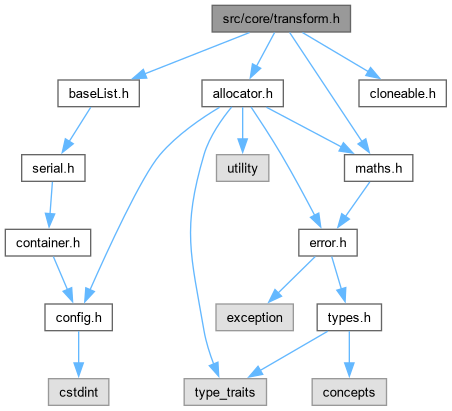 src/core/transform.h
baseList.h
allocator.h
cloneable.h
serial.h
utility
maths.h
container.h
error.h
config.h
exception
types.h
cstdint
type_traits
concepts